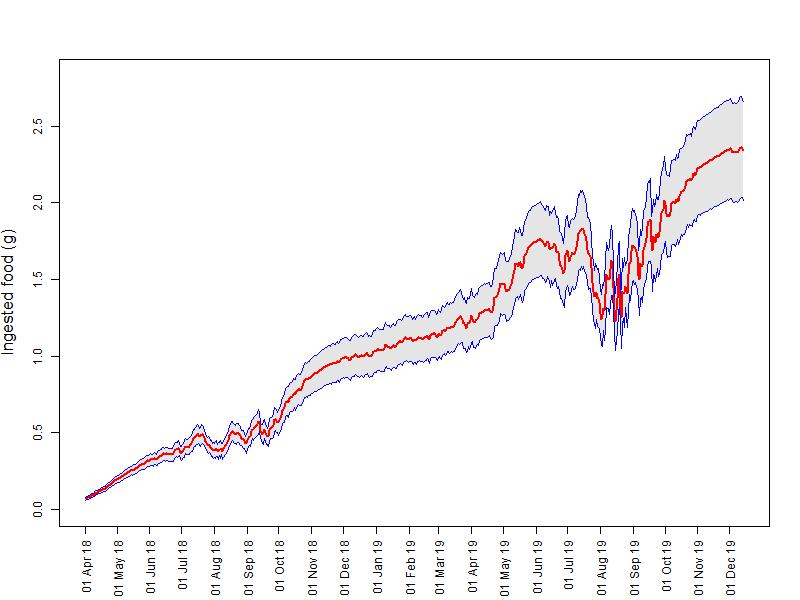 Ingested food (g)
2.5
2.0
1.5
1.0
0.5
0.0
01 Apr 18
01 May 18
01 Jun 18
01 Jul 18
01 Aug 18
01 Sep 18
01 Oct 18
01 Nov 18
01 Dec 18
01 Jan 19
01 Feb 19
01 Mar 19
01 Apr 19
01 May 19
01 Jun 19
01 Jul 19
01 Aug 19
01 Sep 19
01 Oct 19
01 Nov 19
01 Dec 19